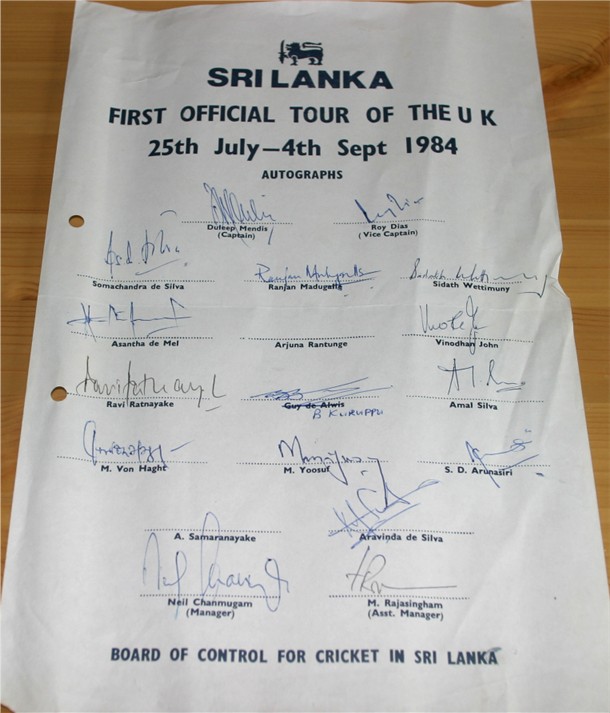 SRI LANKA
FIRST OFFICIAL TOUR OF THE U K
25th July—4th Sept 1984
AUTOGRAPHS
Duleep Mendis Roy Dias
(Captain) (Vice Captain)
Somachandra de Silva Ranjan Madugalla Sidath Wettimuny
Asantha de Mel Arjuna Rantunge Vinodhan John
Ravi Ratnayake Guy de Alwis Amal Silva
B KURUPPU
M. Von Haght M. Yoosuf S. D. Arunasiri
A. Samaranayake Aravinda de Silva
Neil Chanmugam M. Rajasingham
(Manager) (Asst. Manager)
BOARD OF CONTROL FOR CRICKET IN SRI LANKA